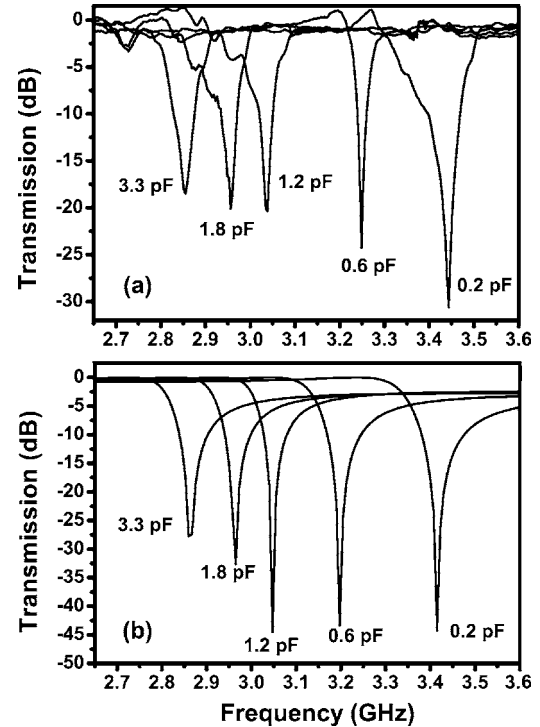 Transmission (dB)
0
-5
-10
-15
-20
-25
-30
3.3 pF
1.8 pF
1.2 pF
0.6 pF
0.2 pF
(a)
2.7 2.8 2.9 3.0 3.1 3.2 3.3 3.4 3.5 3.6
Transmission (dB)
0
-5
-10
-15
-20
-25
-30
-35
-40
-45
-50
3.3 pF
1.8 pF
1.2 pF
0.6 pF
0.2 pF
(b)
2.7 2.8 2.9 3.0 3.1 3.2 3.3 3.4 3.5 3.6
Frequency (GHz)